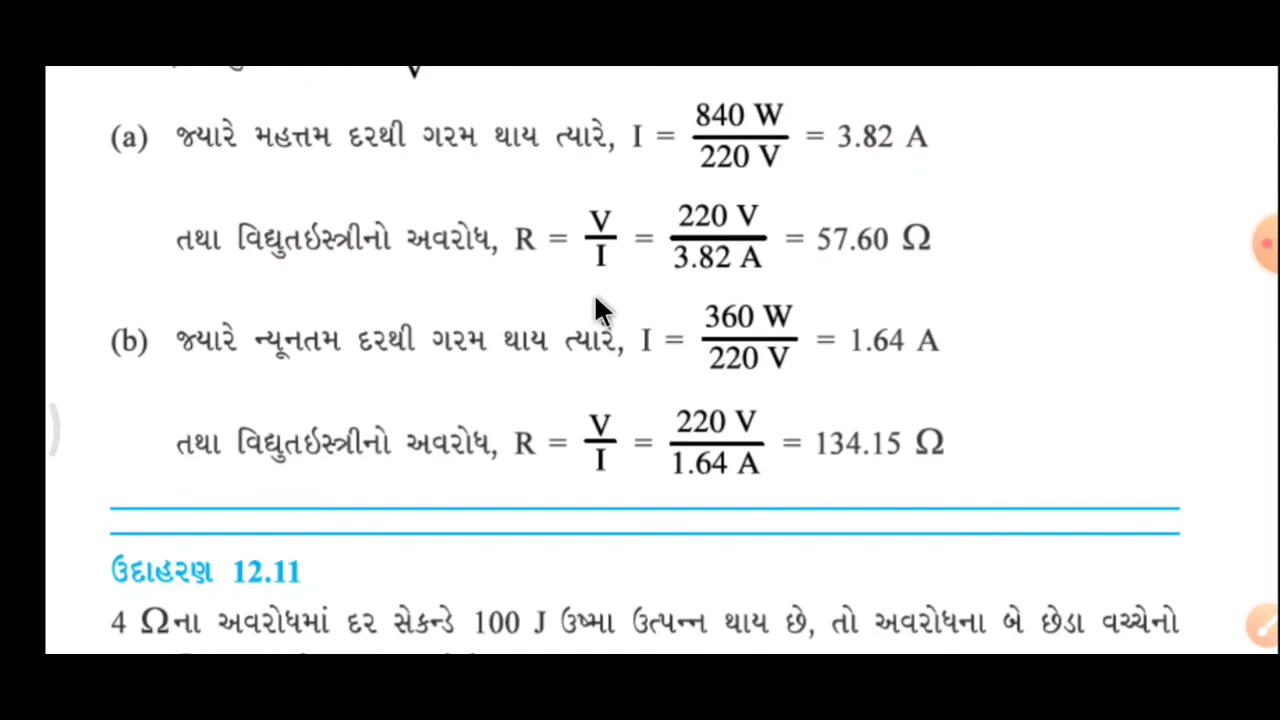 (a) જ્યારે મહત્તમ દરથી ગરમ થાય ત્યારે, I = 840 W / 220 V = 3.82 A
તથા વિદ્યુતઇસ્ત્રીનો અવરોધ, R = V / I = 220 V / 3.82 A = 57.60 Ω
(b) જ્યારે ન્યૂનતમ દરથી ગરમ થાય ત્યારે, I = 360 W / 220 V = 1.64 A
તથા વિદ્યુતઇસ્ત્રીનો અવરોધ, R = V / I = 220 V / 1.64 A = 134.15 Ω
ઉદાહરણ 12.11
4 Ωના અવરોધમાં દર સેકન્ડે 100 J ઉષ્મા ઉત્પન્ન થાય છે, તો અવરોધના બે છેડા વચ્ચેનો